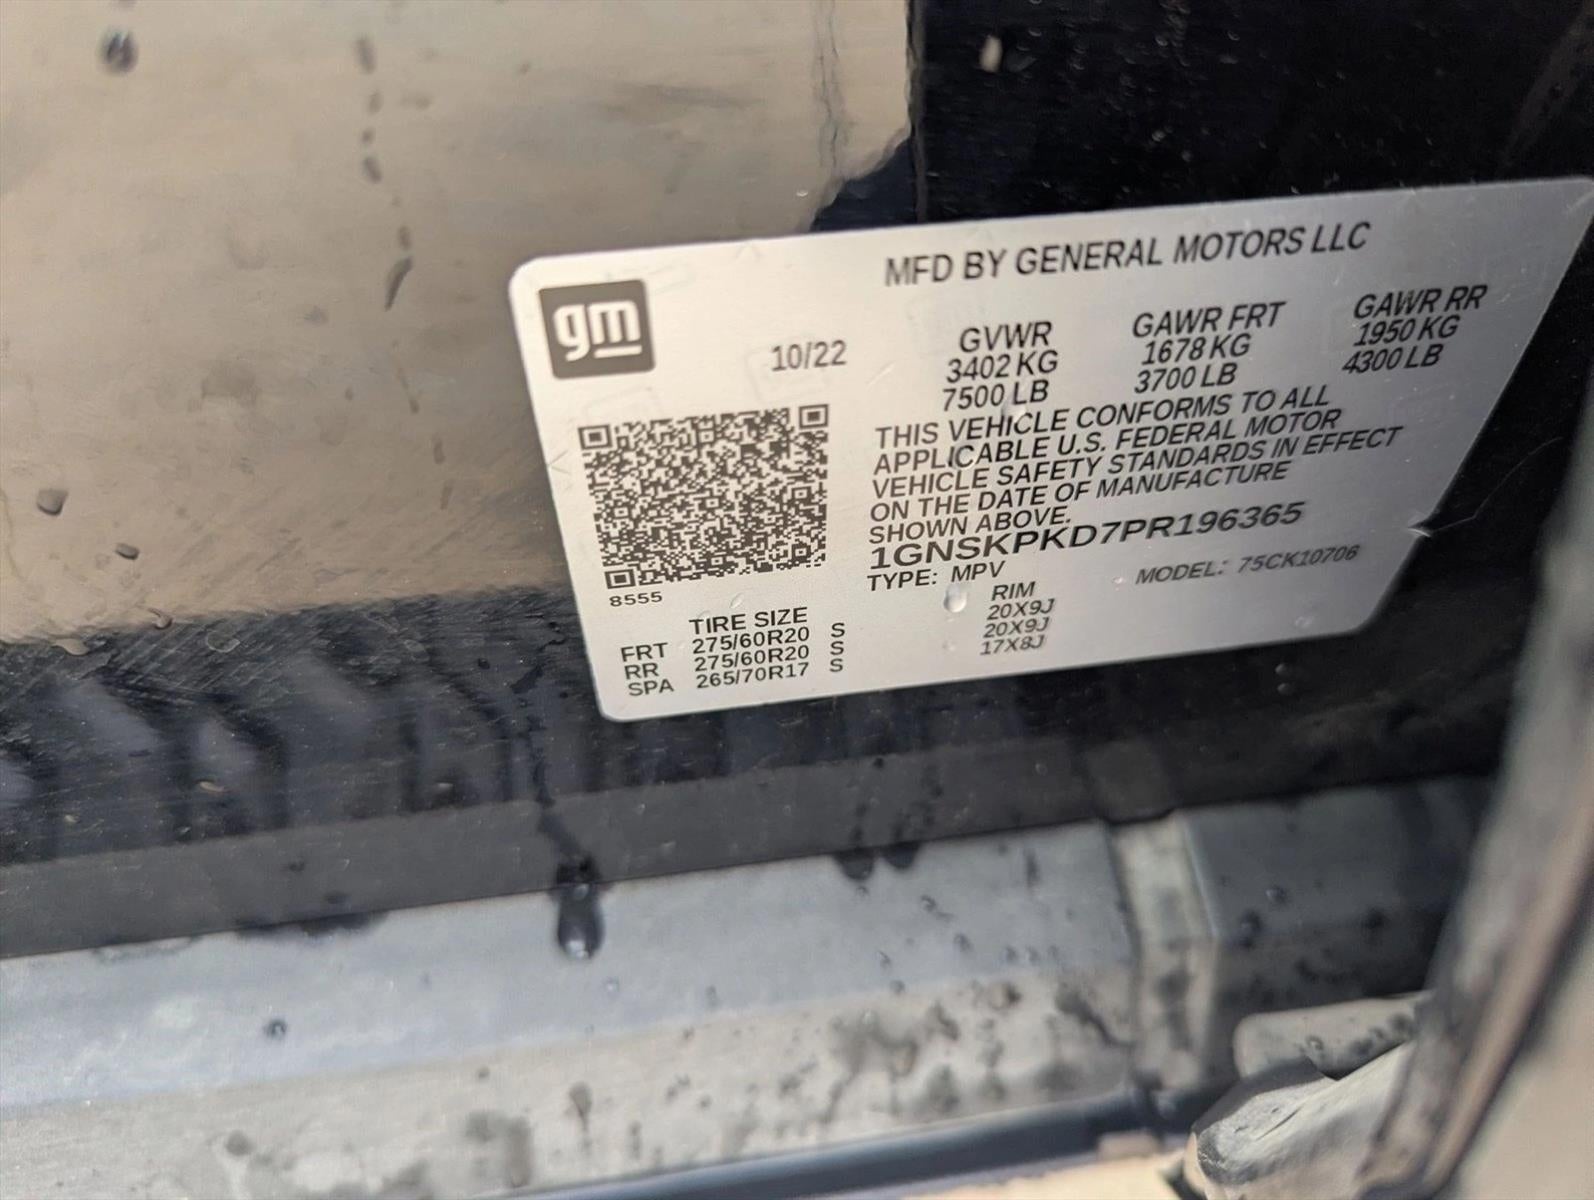 MFD BY GENERAL MOTORS LLC
gm
10/22
GVWR GAWR FRT GAWR RR
3402 KG 1678 KG 1950 KG
7500 LB 3700 LB 4300 LB
THIS VEHICLE CONFORMS TO ALL
APPLICABLE U.S. FEDERAL MOTOR
VEHICLE SAFETY STANDARDS IN EFFECT
ON THE DATE OF MANUFACTURE
SHOWN ABOVE.
1GNSKPKD7PR196365
TYPE: MPV MODEL: 75CK10706
8555
TIRE SIZE RIM
FRT 275/60R20 S 20X9J
RR 275/60R20 S 20X9J
SPA 265/70R17 S 17X8J